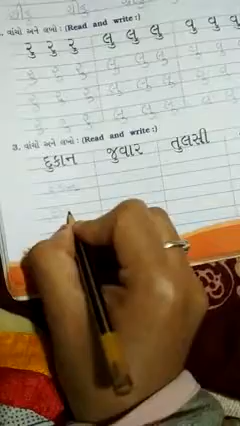 વાંચો અને લખો : (Read and write :)
રુ રુ રુ લુ લુ લુ વુ વુ વુ
રુ રુ રુ લુ લુ લુ વુ વુ
રુ રુ રુ લુ લુ લુ વુ વુ
રુ રુ રુ લુ લુ લુ વુ વુ
3. વાંચો અને લખો : (Read and write :)
દુકાન જુવાર તુલસી